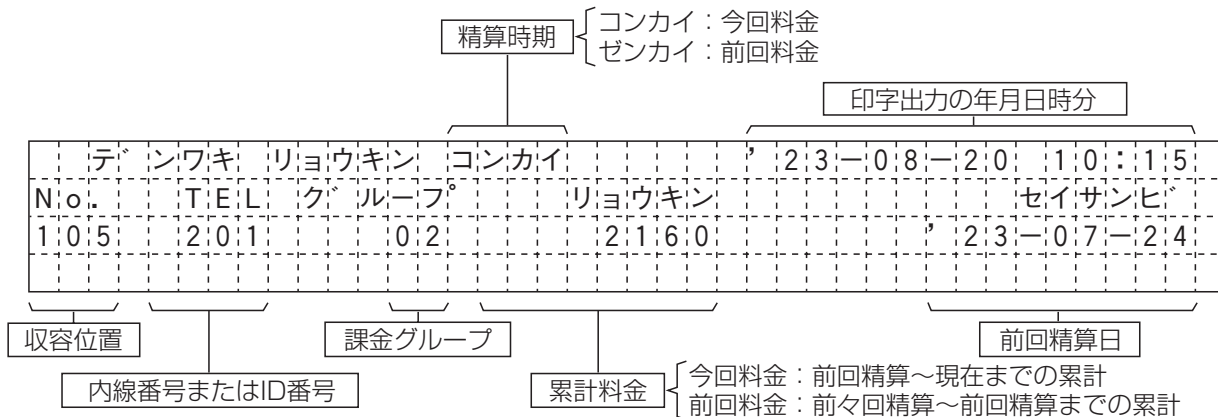 精算時期
コンカイ：今回料金
ゼンカイ：前回料金
印字出力の年月日時分
デンワキ リョウキン コンカイ ’23−08−20 10：15
No. TEL グループ リョウキン セイサンビ
105 201 02 2160 ’23−07−24
収容位置
課金グループ
前回精算日
内線番号またはID番号
累計料金
今回料金：前回精算～現在までの累計
前回料金：前々回精算～前回精算までの累計